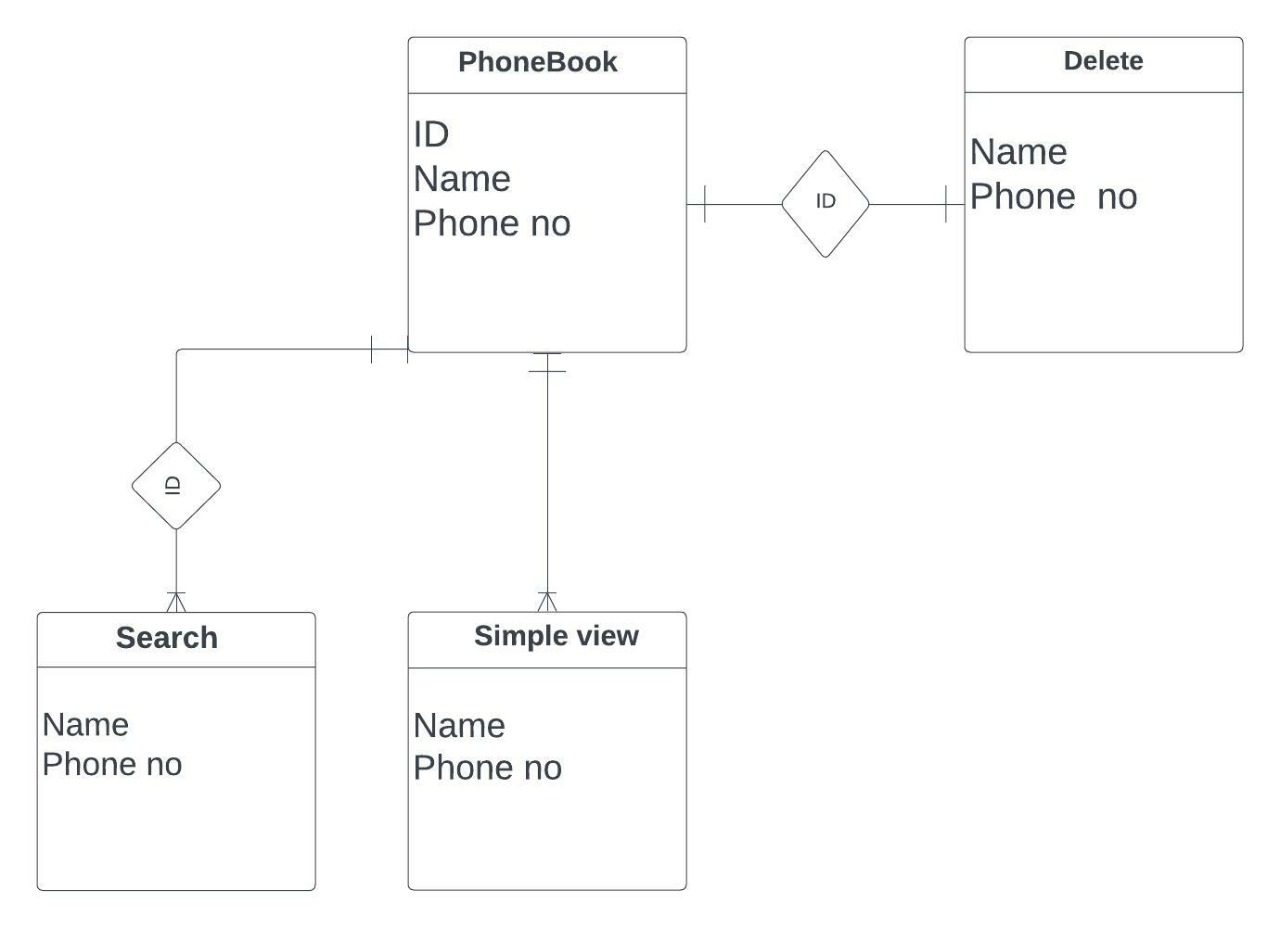 PhoneBook
ID
Name
Phone no
Delete
Name
Phone  no
ID
ID
Search
Name
Phone no
Simple view
Name
Phone no